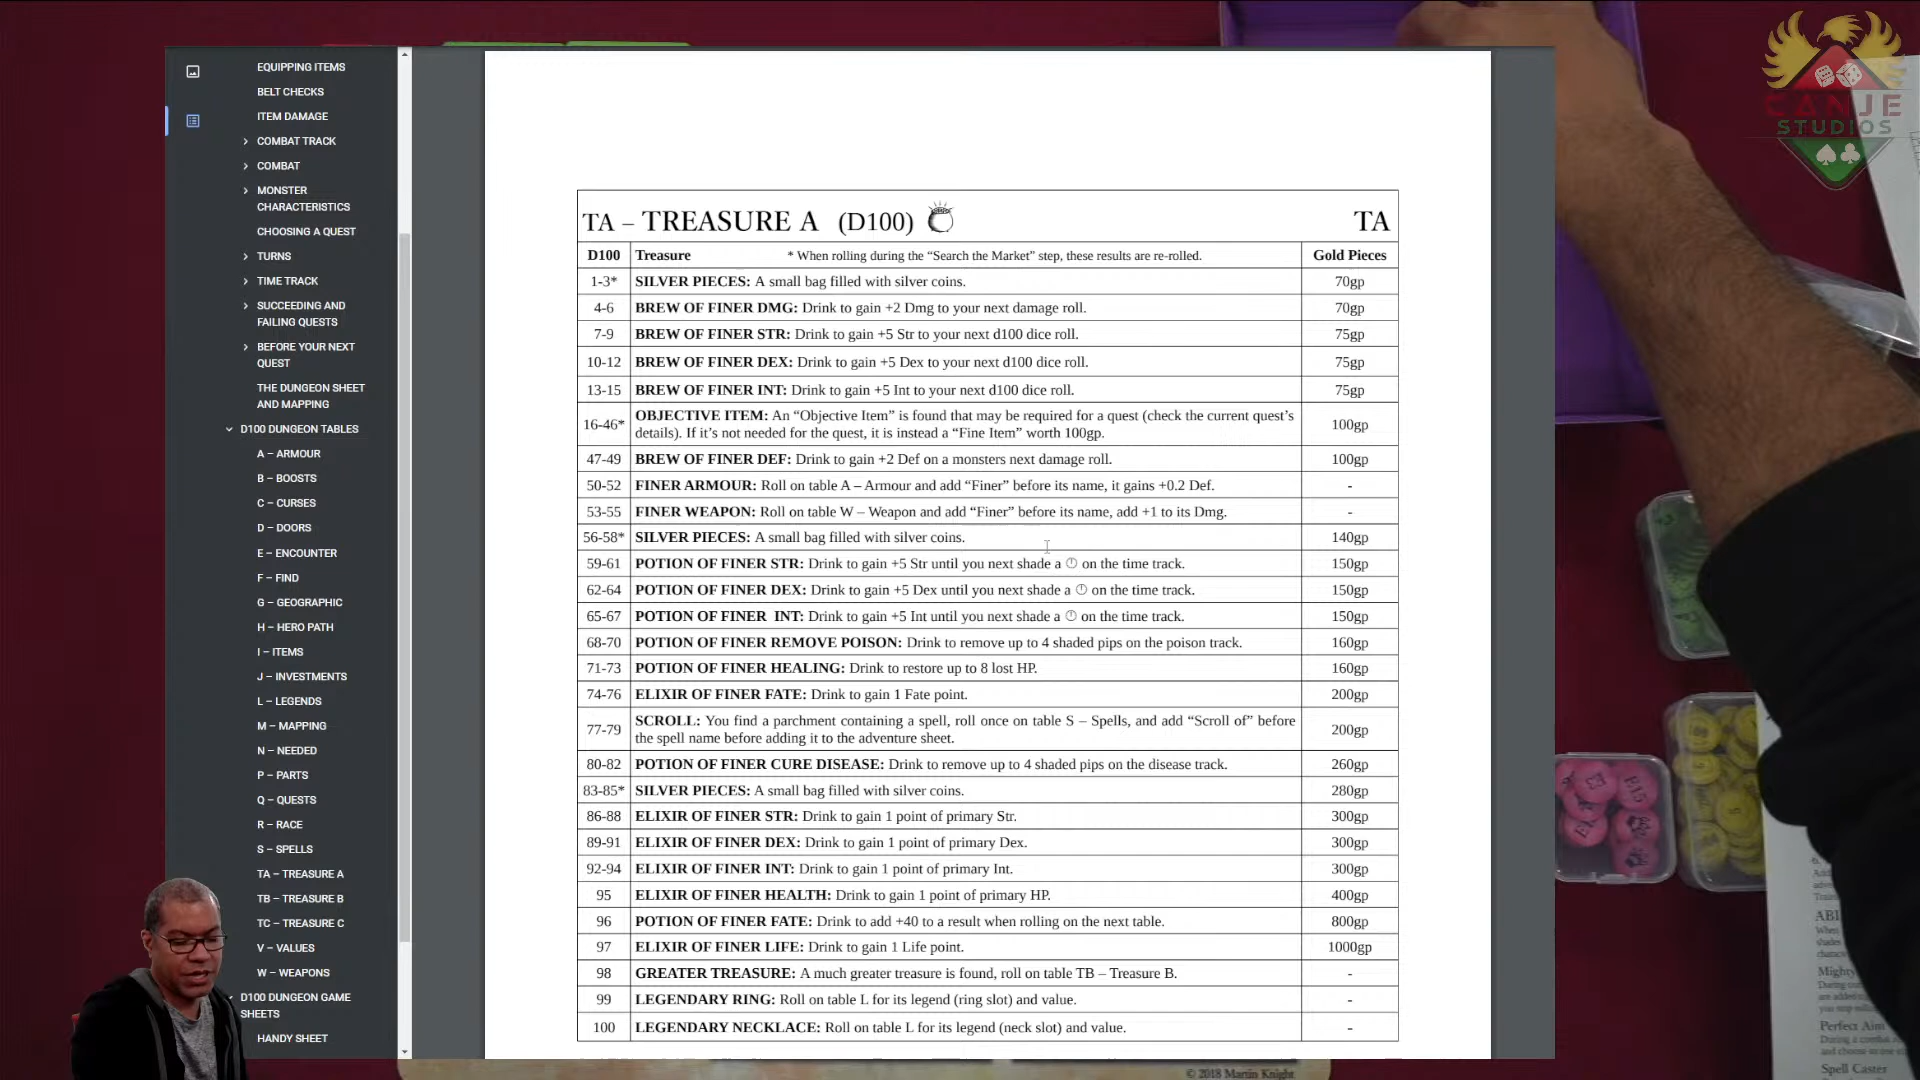 EQUIPPING ITEMS
BELT CHECKS
ITEM DAMAGE
COMBAT TRACK
COMBAT
MONSTER
CHARACTERISTICS
CHOOSING A QUEST
TURNS
TIME TRACK
SUCCEEDING AND
FAILING QUESTS
BEFORE YOUR NEXT
QUEST
THE DUNGEON SHEET
AND MAPPING
D100 DUNGEON TABLES
A – ARMOUR
B – BOOSTS
C – CURSES
D – DOORS
E – ENCOUNTER
F – FIND
G – GEOGRAPHIC
H – HERO PATH
I – ITEMS
J – INVESTMENTS
L – LEGENDS
M – MAPPING
N – NEEDED
P – PARTS
Q – QUESTS
R – RACE
S – SPELLS
TA – TREASURE A
TB – TREASURE B
TC – TREASURE C
V – VALUES
W – WEAPONS
D100 DUNGEON GAME
SHEETS
HANDY SHEET
TA – TREASURE A (D100) TA
D100 Treasure * When rolling during the “Search the Market” step, these results are re-rolled. Gold Pieces
1-3* SILVER PIECES: A small bag filled with silver coins. 70gp
4-6 BREW OF FINER DMG: Drink to gain +2 Dmg to your next damage roll. 70gp
7-9 BREW OF FINER STR: Drink to gain +5 Str to your next d100 dice roll. 75gp
10-12 BREW OF FINER DEX: Drink to gain +5 Dex to your next d100 dice roll. 75gp
13-15 BREW OF FINER INT: Drink to gain +5 Int to your next d100 dice roll. 75gp
16-46* OBJECTIVE ITEM: An “Objective Item” is found that may be required for a quest (check the current quest’s
details). If it’s not needed for the quest, it is instead a “Fine Item” worth 100gp. 100gp
47-49 BREW OF FINER DEF: Drink to gain +2 Def on a monsters next damage roll. 100gp
50-52 FINER ARMOUR: Roll on table A – Armour and add “Finer” before its name, it gains +0.2 Def. -
53-55 FINER WEAPON: Roll on table W – Weapon and add “Finer” before its name, add +1 to its Dmg. -
56-58* SILVER PIECES: A small bag filled with silver coins. 140gp
59-61 POTION OF FINER STR: Drink to gain +5 Str until you next shade a on the time track. 150gp
62-64 POTION OF FINER DEX: Drink to gain +5 Dex until you next shade a on the time track. 150gp
65-67 POTION OF FINER INT: Drink to gain +5 Int until you next shade a on the time track. 150gp
68-70 POTION OF FINER REMOVE POISON: Drink to remove up to 4 shaded pips on the poison track. 160gp
71-73 POTION OF FINER HEALING: Drink to restore up to 8 lost HP. 160gp
74-76 ELIXIR OF FINER FATE: Drink to gain 1 Fate point. 200gp
77-79 SCROLL: You find a parchment containing a spell, roll once on table S – Spells, and add “Scroll of” before
the spell name before adding it to the adventure sheet. 200gp
80-82 POTION OF FINER CURE DISEASE: Drink to remove up to 4 shaded pips on the disease track. 260gp
83-85* SILVER PIECES: A small bag filled with silver coins. 280gp
86-88 ELIXIR OF FINER STR: Drink to gain 1 point of primary Str. 300gp
89-91 ELIXIR OF FINER DEX: Drink to gain 1 point of primary Dex. 300gp
92-94 ELIXIR OF FINER INT: Drink to gain 1 point of primary Int. 300gp
95 ELIXIR OF FINER HEALTH: Drink to gain 1 point of primary HP. 400gp
96 POTION OF FINER FATE: Drink to add +40 to a result when rolling on the next table. 800gp
97 ELIXIR OF FINER LIFE: Drink to gain 1 Life point. 1000gp
98 GREATER TREASURE: A much greater treasure is found, roll on table TB – Treasure B. -
99 LEGENDARY RING: Roll on table L for its legend (ring slot) and value. -
100 LEGENDARY NECKLACE: Roll on table L for its legend (neck slot) and value. -
© 2018 Martin Knight
CANJE
STUDIOS
Mighty
Perfect Aim
Spell Caster